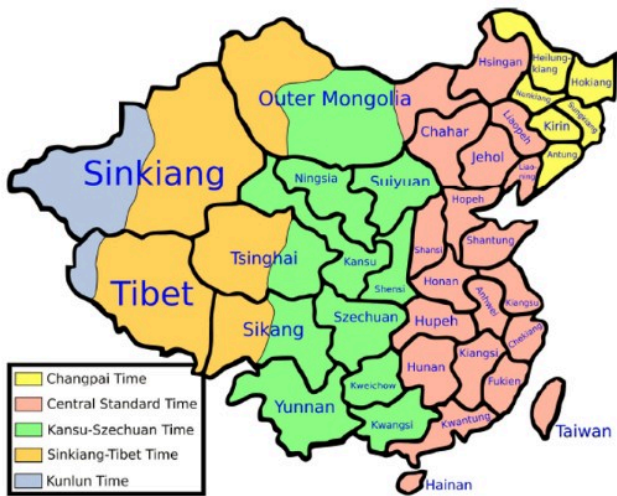 Hsingan
Heilung-
kiang
Hokiang
Nunkiang
Sungkiang
Outer Mongolia
Liaopeh
Kirin
Chahar
Jehol
Antung
Liao-
ning
Sinkiang
Ningsia
Suiyuan
Hopeh
Tsinghai
Kansu
Shansi
Shantung
Tibet
Shensi
Honan
Anhwei
Kiangsu
Sikang
Szechuan
Hupeh
Chekiang
Hunan
Kiangsi
Fukien
Yunnan
Kweichow
Kwangsi
Kwantung
Taiwan
Hainan
Changpai Time
Central Standard Time
Kansu-Szechuan Time
Sinkiang-Tibet Time
Kunlun Time